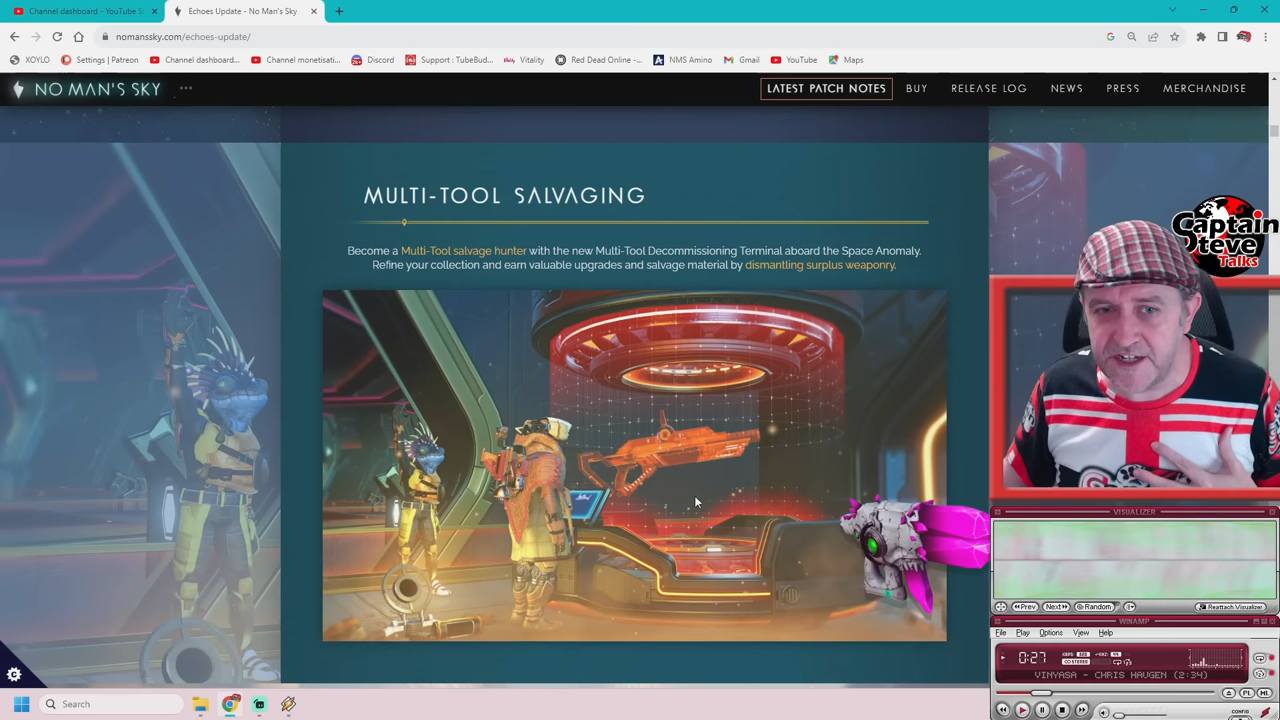 Channel dashboard - YouTube S
Echoes Update - No Man's Sky
nomanssky.com/echoes-update/
XOYLO
Settings | Patreon
Channel dashboard...
Channel monetisati...
Discord
Support : TubeBud...
Vitality
Red Dead Online -...
NMS Amino
Gmail
YouTube
Maps
NO MAN'S SKY
LATEST PATCH NOTES
BUY
RELEASE LOG
NEWS
PRESS
MERCHANDISE
MULTI-TOOL SALVAGING
Become a Multi-Tool salvage hunter with the new Multi-Tool Decommissioning Terminal aboard the Space Anomaly.
Refine your collection and earn valuable upgrades and salvage material by dismantling surplus weaponry.
Captain
Steve
Talks
VISUALIZER
Prev
Next
Random
Reattach Visualizer
WINAMP
File Play Options View Help
0:27
STEREO
VINYASA - CHRIS HAUGEN (2:34)
PL
ML
CONFIG
Search